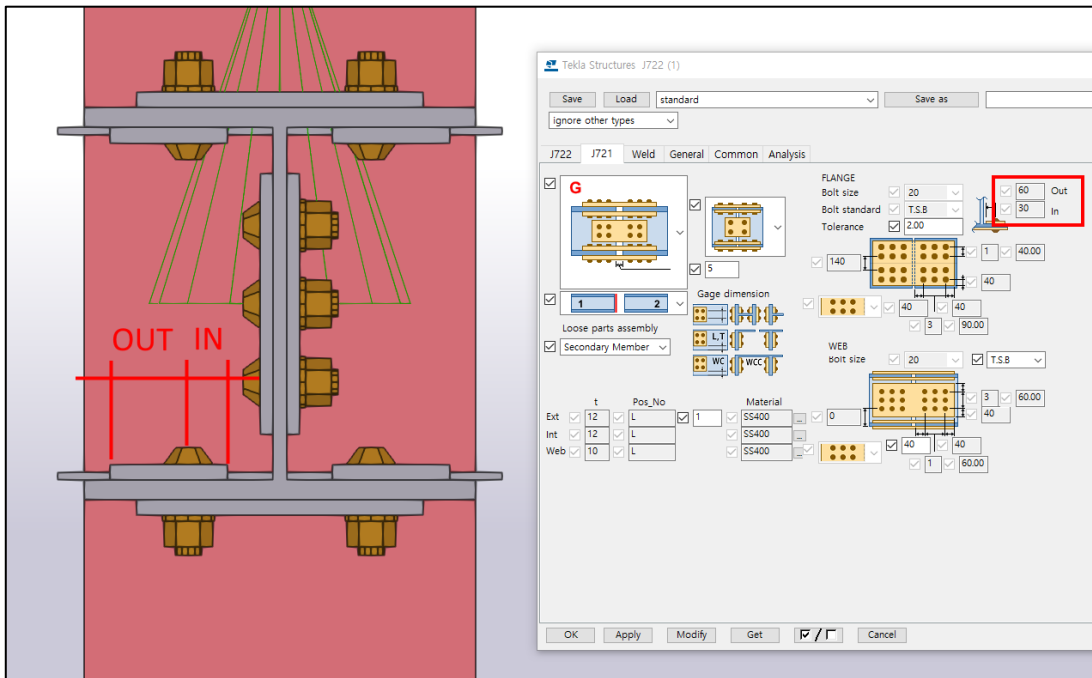 Tekla Structures J722 (1)
Save Load standard Save as
ignore other types
J722 J721 Weld General Common Analysis
G
FLANGE
Bolt size 20
Bolt standard T.S.B
Tolerance 2.00
60 Out
30 In
140
1 40.00
40
5
1 2
Gage dimension
40 40
3 90.00
Loose parts assembly
Secondary Member
L,T
WC WCC
WEB
Bolt size 20 T.S.B
3 60.00
40
0
40 40
1 60.00
t Pos_No Material
Ext 12 L 1 SS400 ...
Int 12 L SS400 ...
Web 10 L SS400 ...
OUT IN
OK Apply Modify Get / Cancel